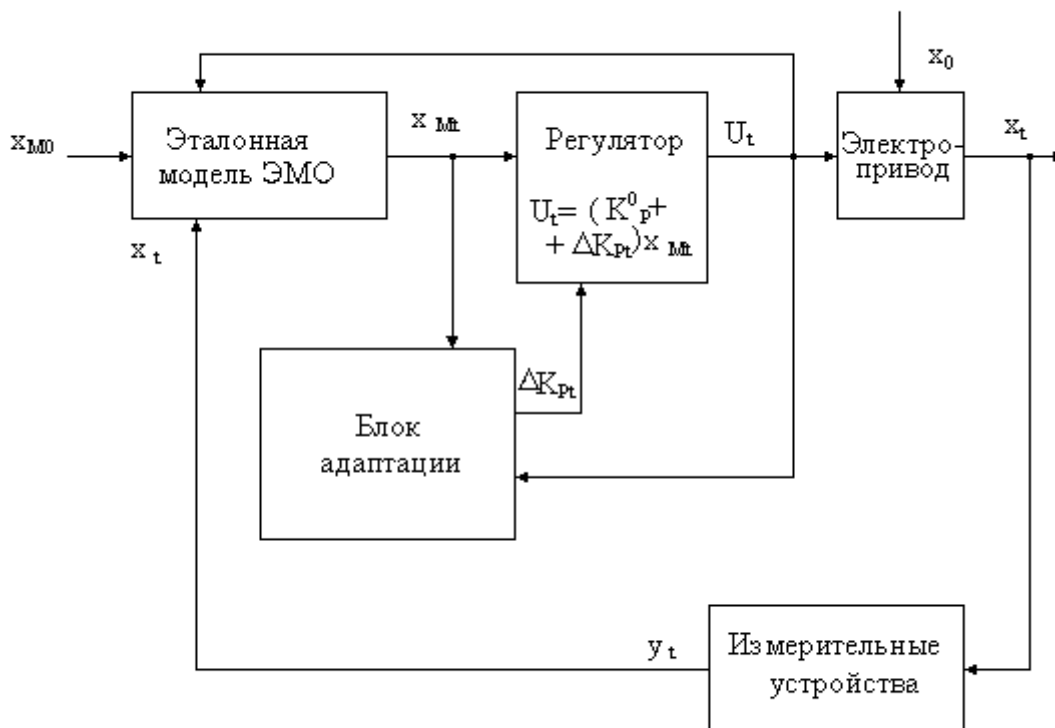 x₀
x_M0
Эталонная
модель ЭМО
x_Mt
Регулятор
U_t= (K⁰_P+
+ ΔK_Pt)x_Mt
U_t
Электро-
привод
x_t
x_t
Блок
адаптации
ΔK_Pt
y_t
Измерительные
устройства